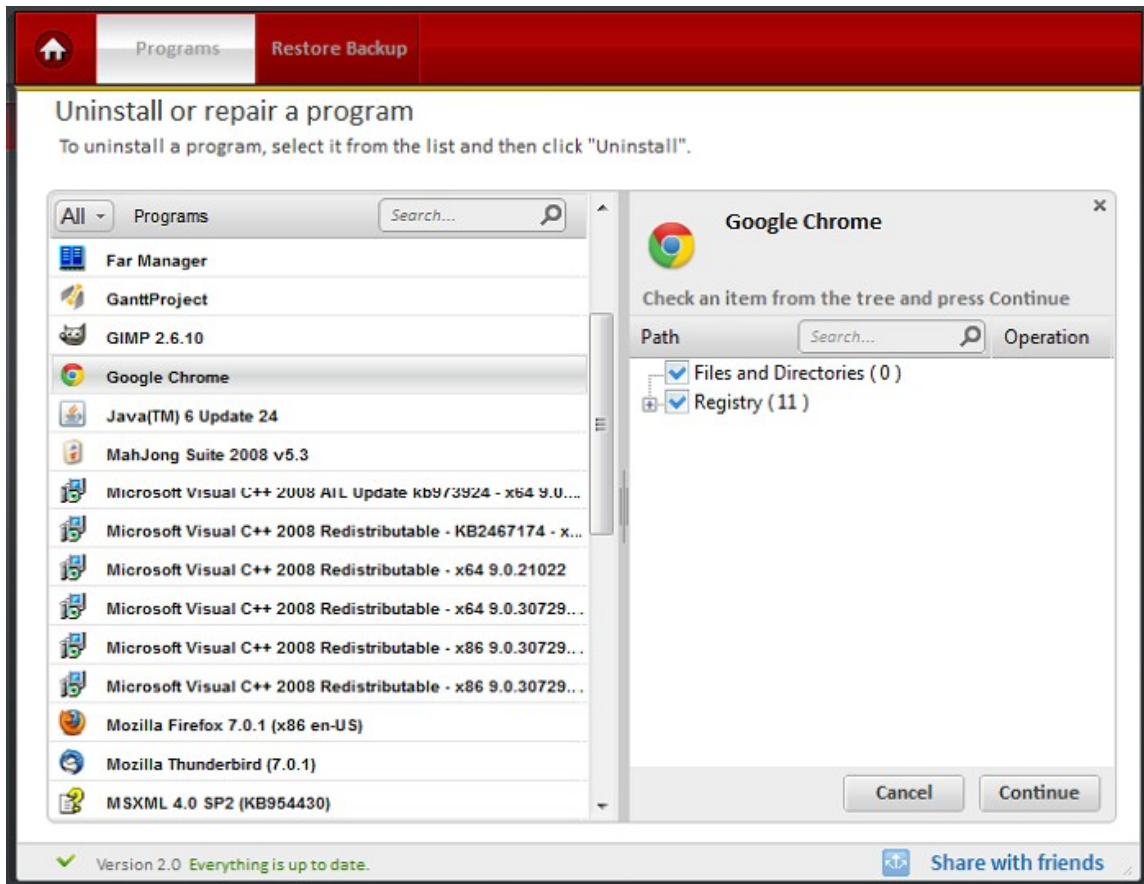 Programs
Restore Backup
Uninstall or repair a program
To uninstall a program, select it from the list and then click "Uninstall".
All
Programs
Search...
Far Manager
GanttProject
GIMP 2.6.10
Google Chrome
Java(TM) 6 Update 24
MahJong Suite 2008 v5.3
Microsoft Visual C++ 2008 ATL Update kb973924 - x64 9.0....
Microsoft Visual C++ 2008 Redistributable - KB2467174 - x...
Microsoft Visual C++ 2008 Redistributable - x64 9.0.21022
Microsoft Visual C++ 2008 Redistributable - x64 9.0.30729...
Microsoft Visual C++ 2008 Redistributable - x86 9.0.30729...
Microsoft Visual C++ 2008 Redistributable - x86 9.0.30729...
Mozilla Firefox 7.0.1 (x86 en-US)
Mozilla Thunderbird (7.0.1)
MSXML 4.0 SP2 (KB954430)
Google Chrome
Check an item from the tree and press Continue
Path
Search...
Operation
Files and Directories ( 0 )
Registry ( 11 )
Cancel
Continue
Version 2.0 Everything is up to date.
Share with friends